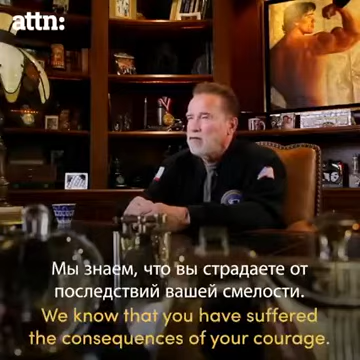 attn:
Мы знаем, что вы страдаете от
последствий вашей смелости.
We know that you have suffered
the consequences of your courage.